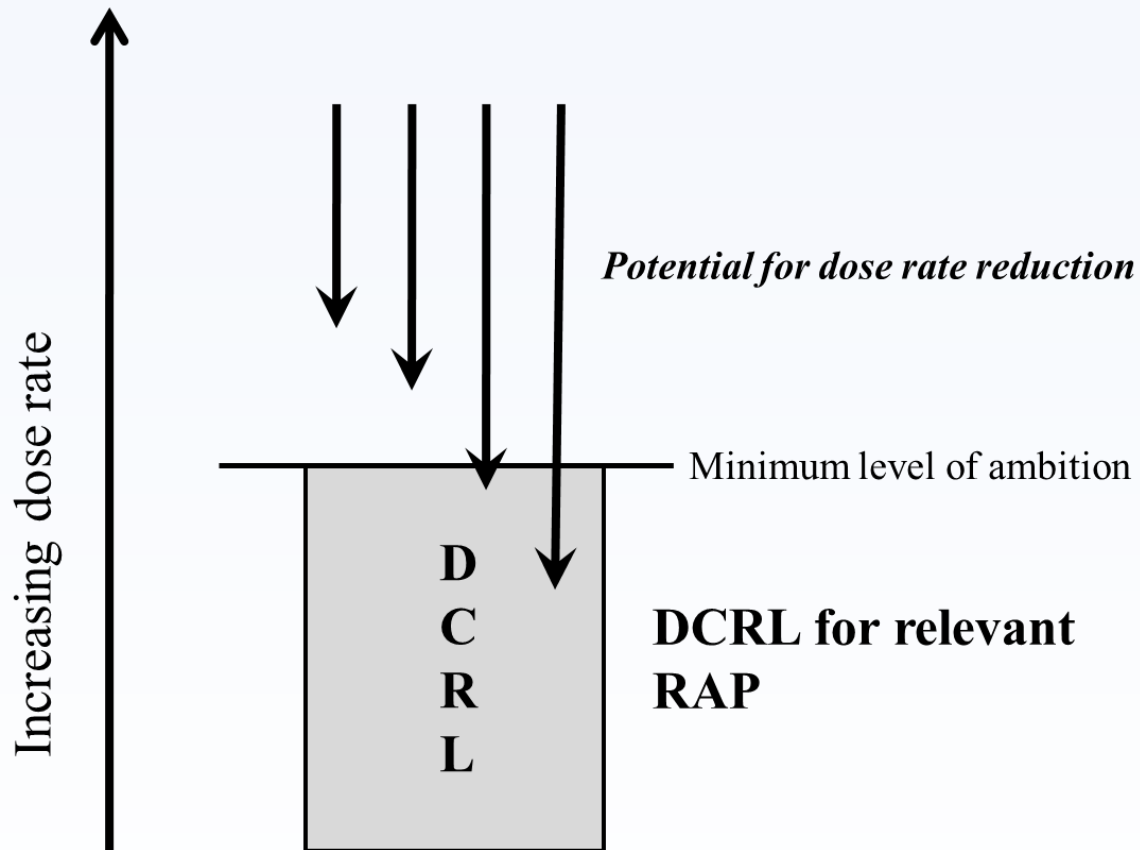 Increasing dose rate
Potential for dose rate reduction
Minimum level of ambition
D
C
R
L
DCRL for relevant
RAP